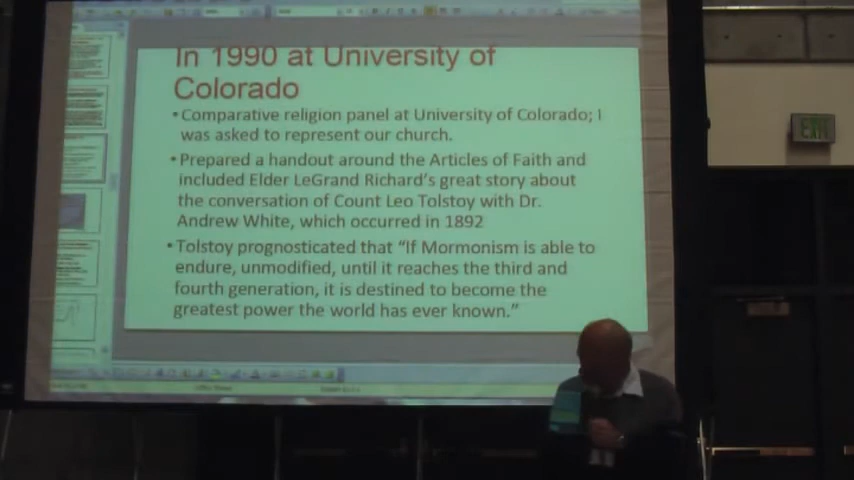 In 1990 at University of
Colorado
•Comparative religion panel at University of Colorado; I
was asked to represent our church.
•Prepared a handout around the Articles of Faith and
included Elder LeGrand Richard's great story about
the conversation of Count Leo Tolstoy with Dr.
Andrew White, which occurred in 1892
•Tolstoy prognosticated that "If Mormonism is able to
endure, unmodified, until it reaches the third and
fourth generation, it is destined to become the
greatest power the world has ever known."
EXIT